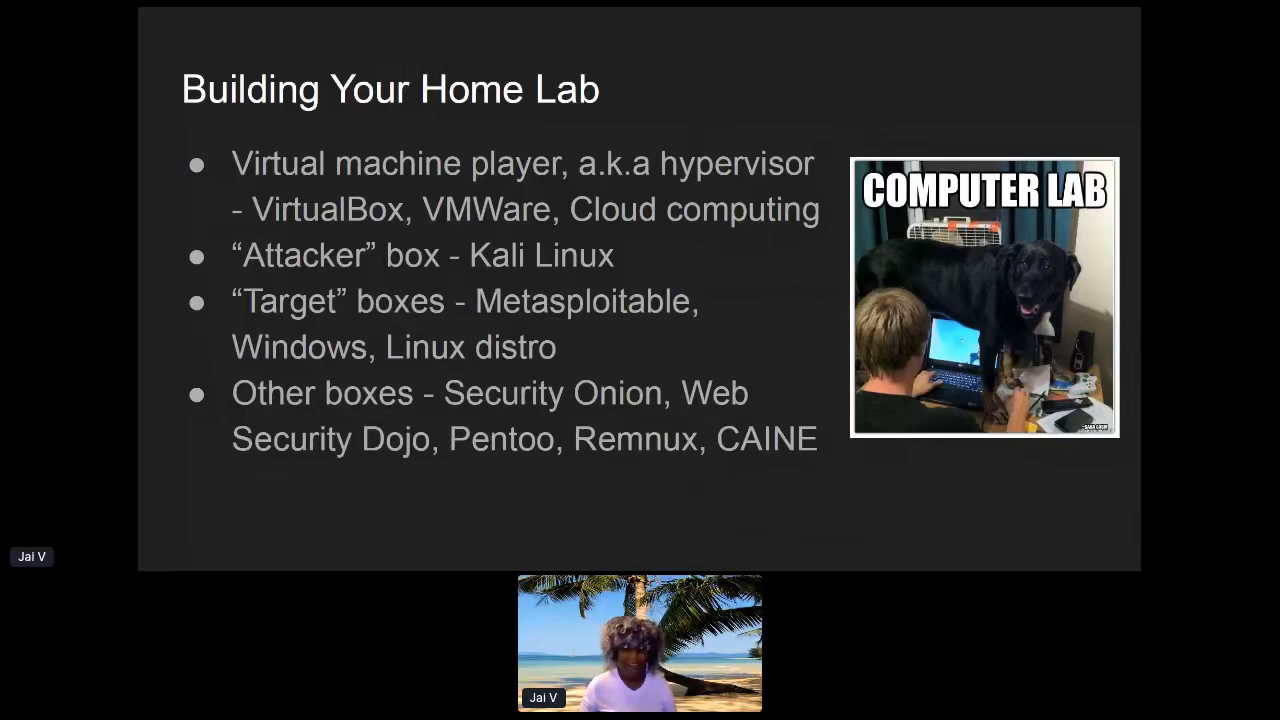 Building Your Home Lab
● Virtual machine player, a.k.a hypervisor
- VirtualBox, VMWare, Cloud computing
● “Attacker” box - Kali Linux
● “Target” boxes - Metasploitable,
Windows, Linux distro
● Other boxes - Security Onion, Web
Security Dojo, Pentoo, Remnux, CAINE
COMPUTER LAB
Jai V
Jai V